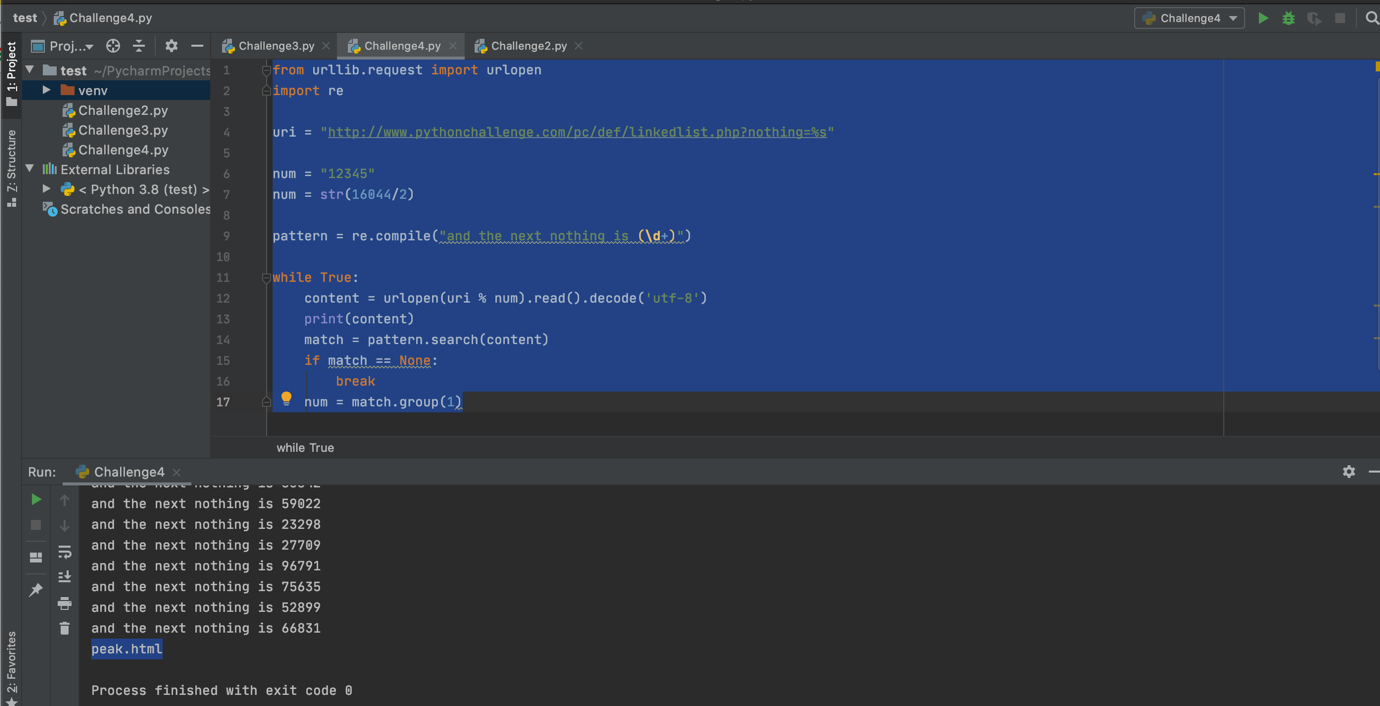 test
Challenge4.py
Challenge4
Proj...
Challenge3.py
Challenge4.py
Challenge2.py
1: Project
Z: Structure
2: Favorites
test ~/PycharmProjects
venv
Challenge2.py
Challenge3.py
Challenge4.py
External Libraries
< Python 3.8 (test) >
Scratches and Consoles
1 from urllib.request import urlopen
2 import re
3
4 uri = "http://www.pythonchallenge.com/pc/def/linkedlist.php?nothing=%s"
5
6 num = "12345"
7 num = str(16044/2)
8
9 pattern = re.compile("and the next nothing is (\d+)")
10
11 while True:
12     content = urlopen(uri % num).read().decode('utf-8')
13     print(content)
14     match = pattern.search(content)
15     if match == None:
16         break
17     num = match.group(1)
while True
Run:
Challenge4
and the next nothing is
and the next nothing is 59022
and the next nothing is 23298
and the next nothing is 27709
and the next nothing is 96791
and the next nothing is 75635
and the next nothing is 52899
and the next nothing is 66831
peak.html
Process finished with exit code 0